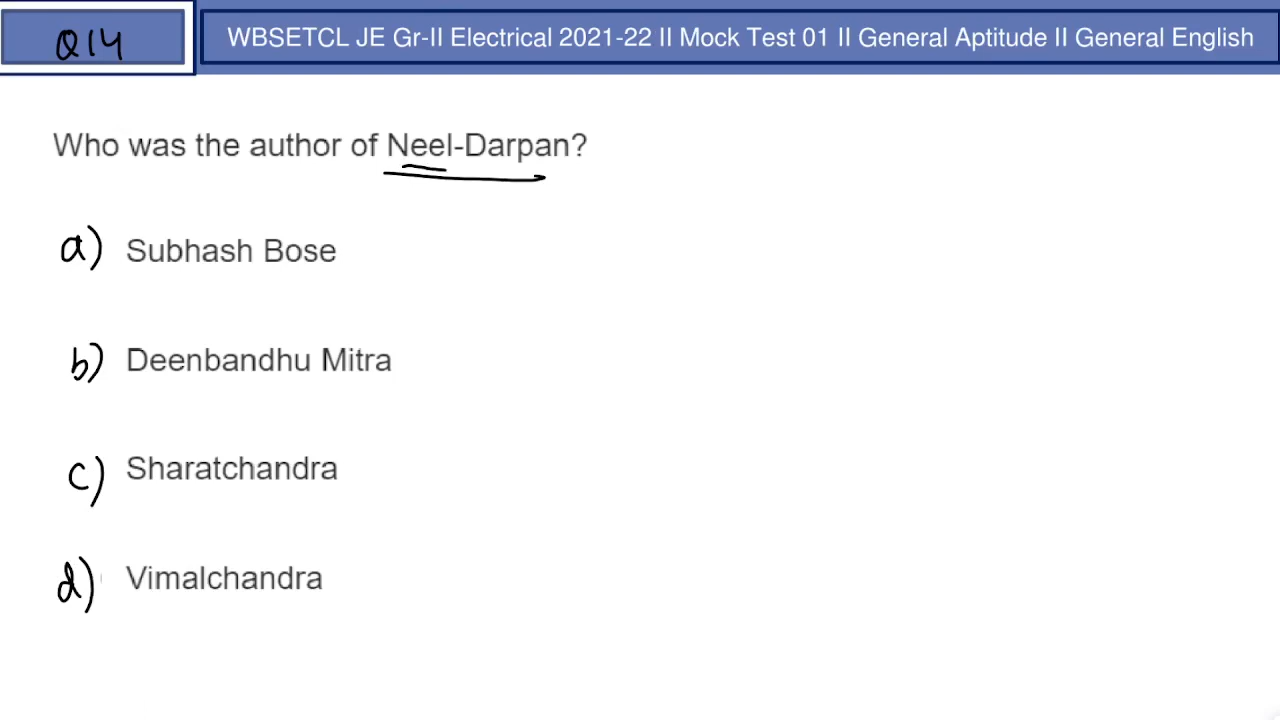 Q14
WBSETCL JE Gr-II Electrical 2021-22 II Mock Test 01 II General Aptitude II General English
Who was the author of Neel-Darpan?
a) Subhash Bose
b) Deenbandhu Mitra
c) Sharatchandra
d) Vimalchandra